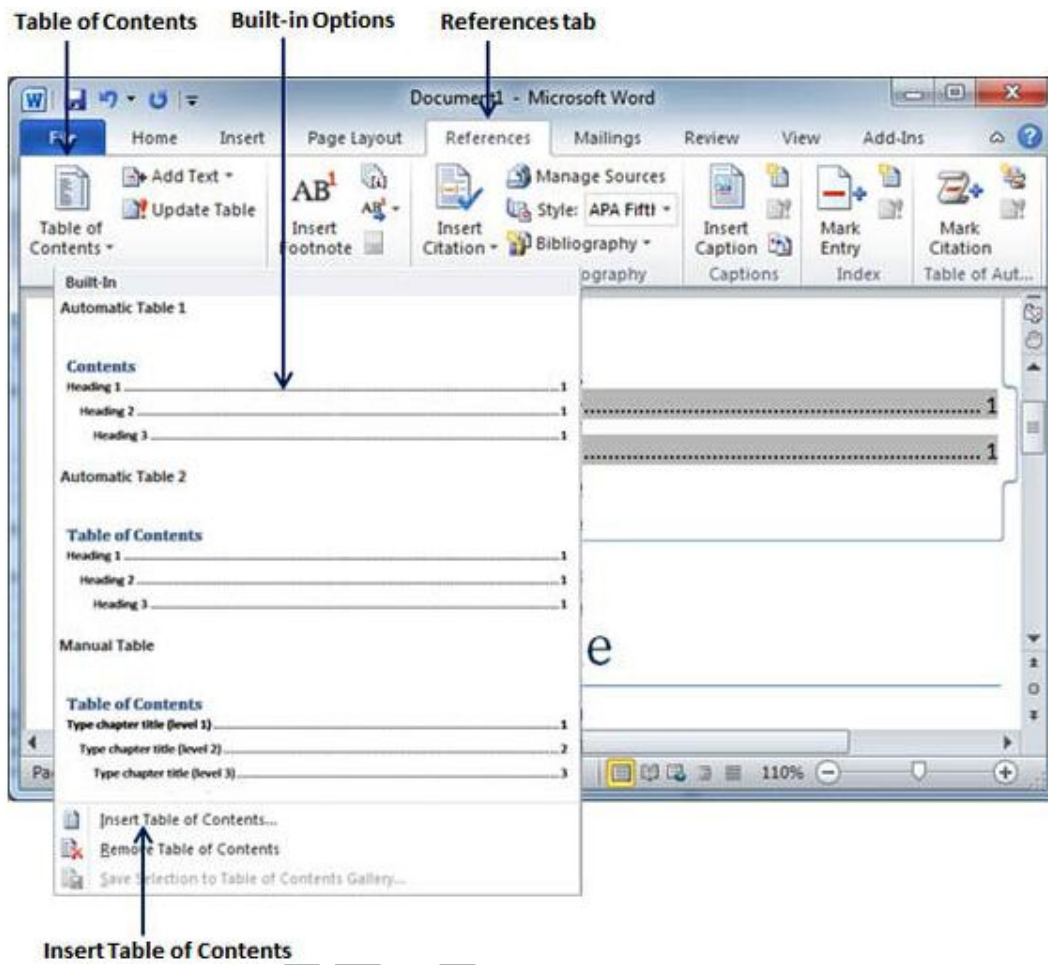 Table of Contents Built-in Options References tab
Document1 - Microsoft Word
File Home Insert Page Layout References Mailings Review View Add-Ins
Add Text
Update Table
Table of Contents
AB1
AB
Insert Footnote
Insert Citation
Manage Sources
Style: APA Fifth
Bibliography
Insert Caption
Mark Entry
Mark Citation
ography Captions Index Table of Aut...
Built-In
Automatic Table 1
Contents
Heading 1 1
Heading 2 1
Heading 3 1
1
1
Automatic Table 2
Table of Contents
Heading 1 1
Heading 2 1
Heading 3 1
Manual Table
e
Table of Contents
Type chapter title (level 1) 1
Type chapter title (level 2) 2
Type chapter title (level 3) 3
Pa 110%
Insert Table of Contents...
Remove Table of Contents
Save Selection to Table of Contents Gallery...
Insert Table of Contents